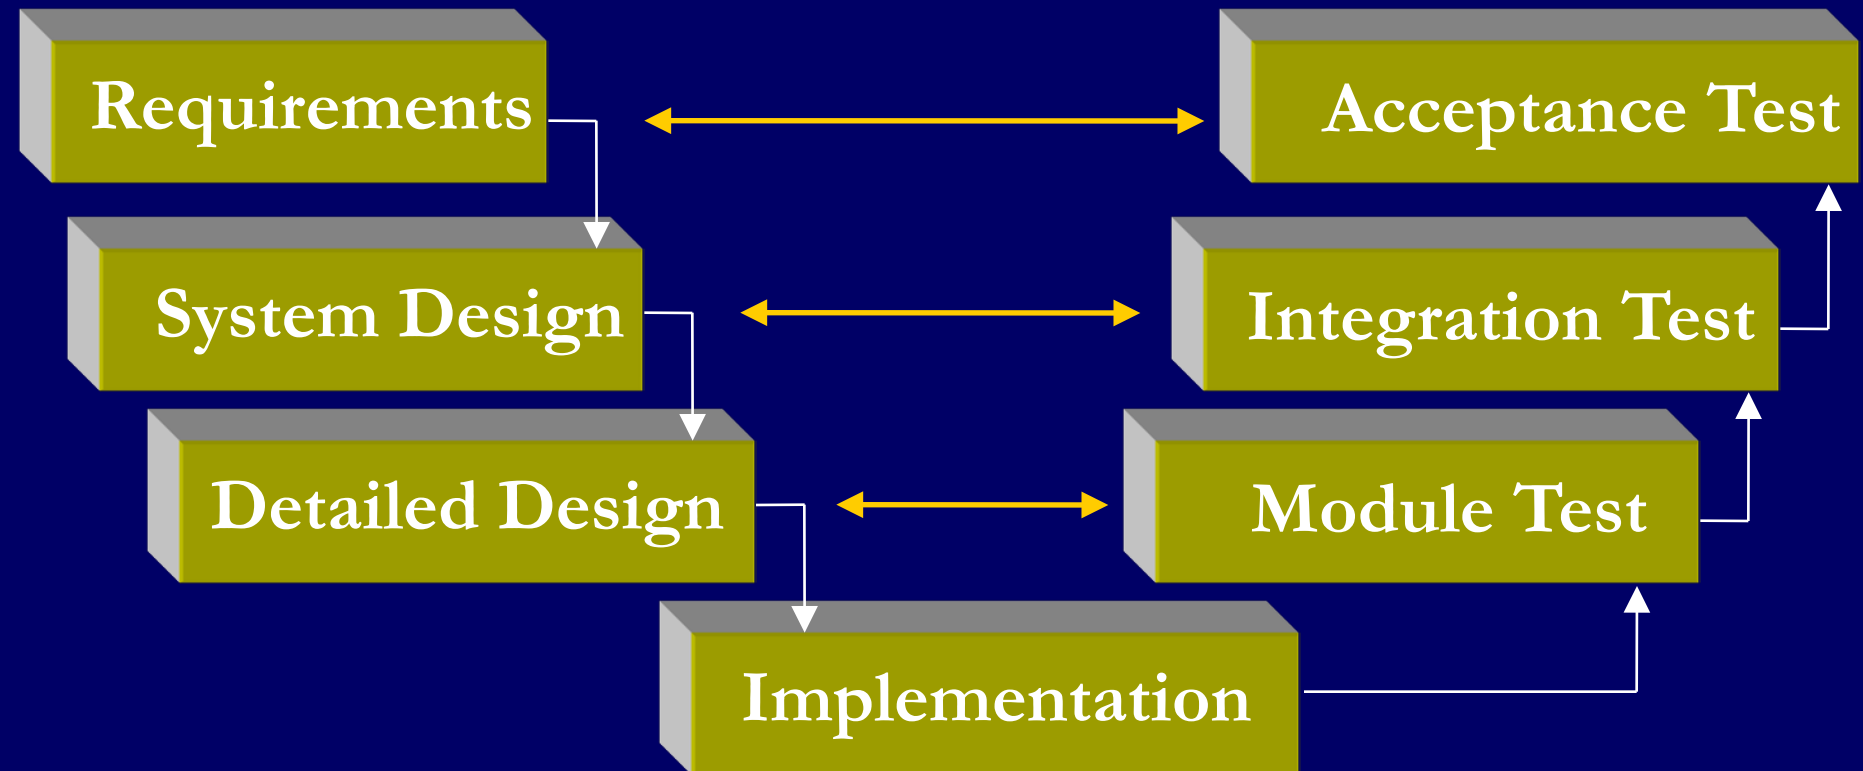 Requirements
Acceptance Test
System Design
Integration Test
Detailed Design
Module Test
Implementation